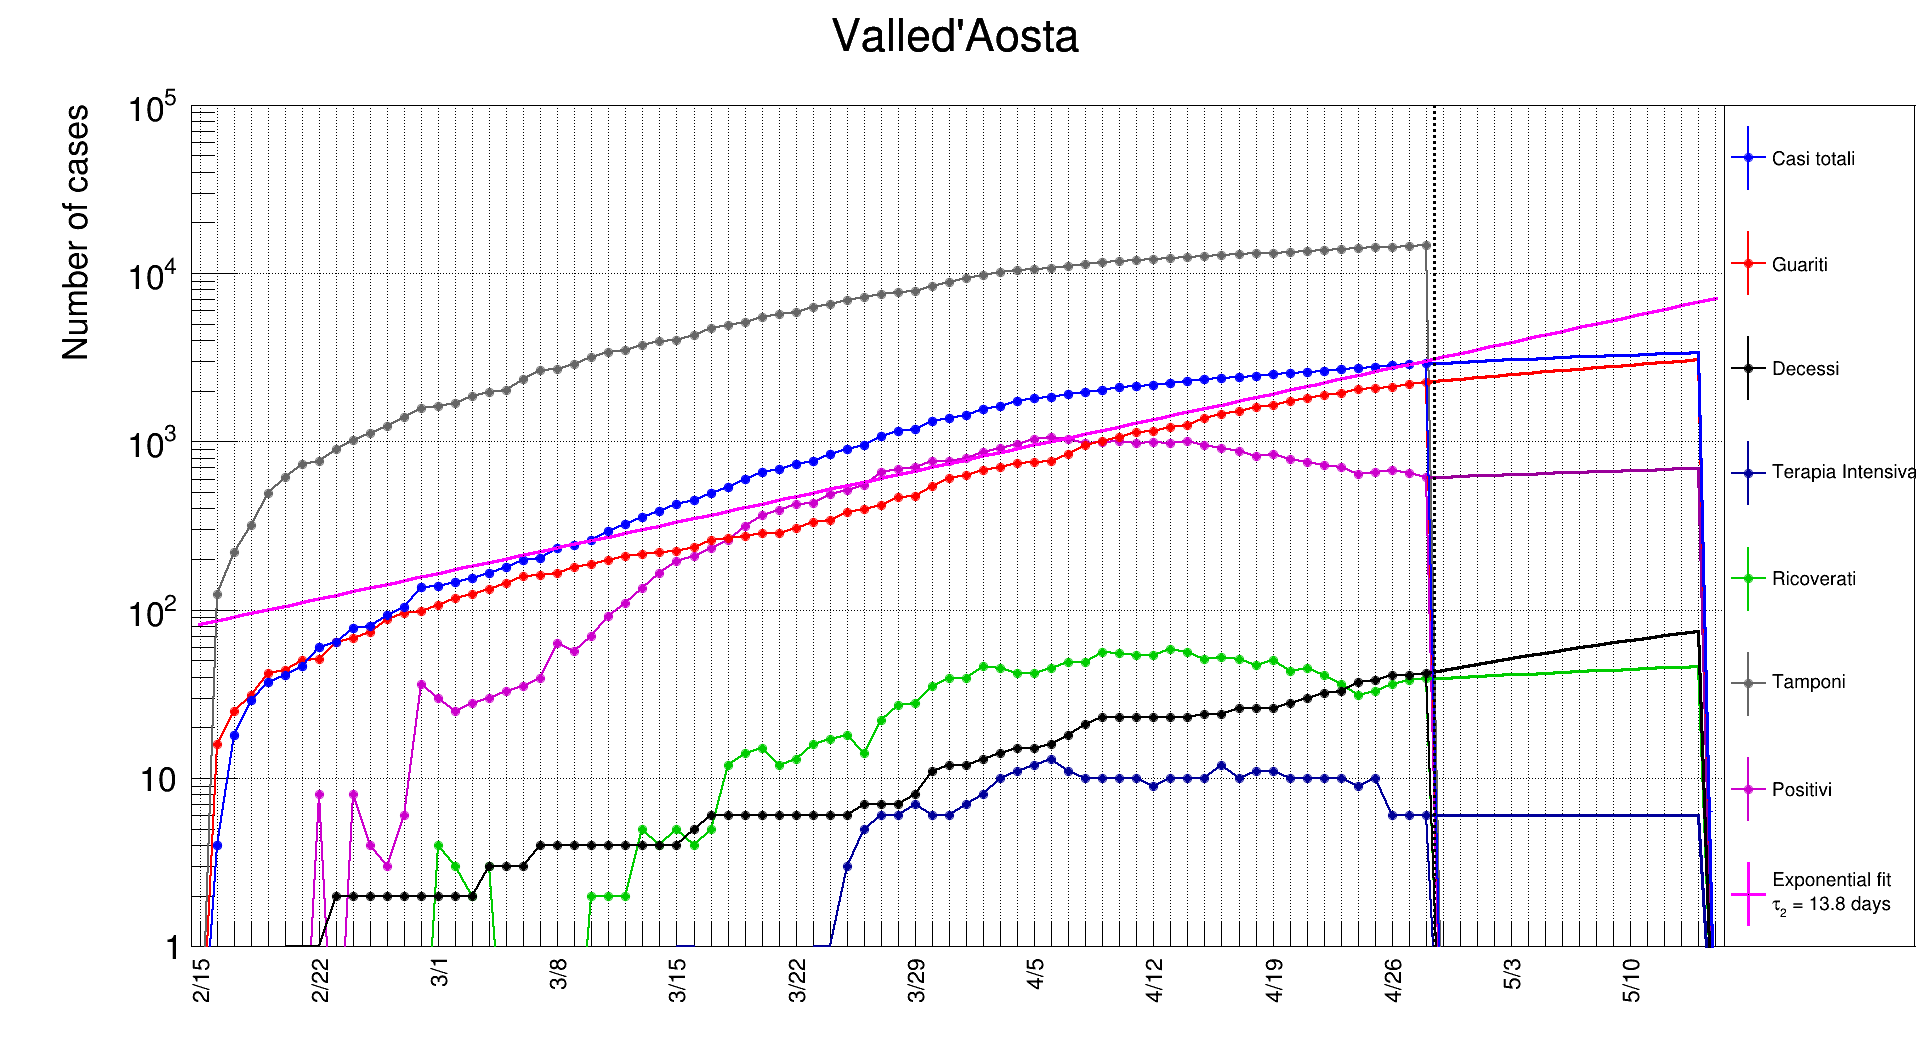 Valled'Aosta
Number of cases
10^5
10^4
10^3
10^2
10
1
2/15
2/22
3/1
3/8
3/15
3/22
3/29
4/5
4/12
4/19
4/26
5/3
5/10
Casi totali
Guariti
Decessi
Terapia Intensiva
Ricoverati
Tamponi
Positivi
Exponential fit
τ₂ = 13.8 days